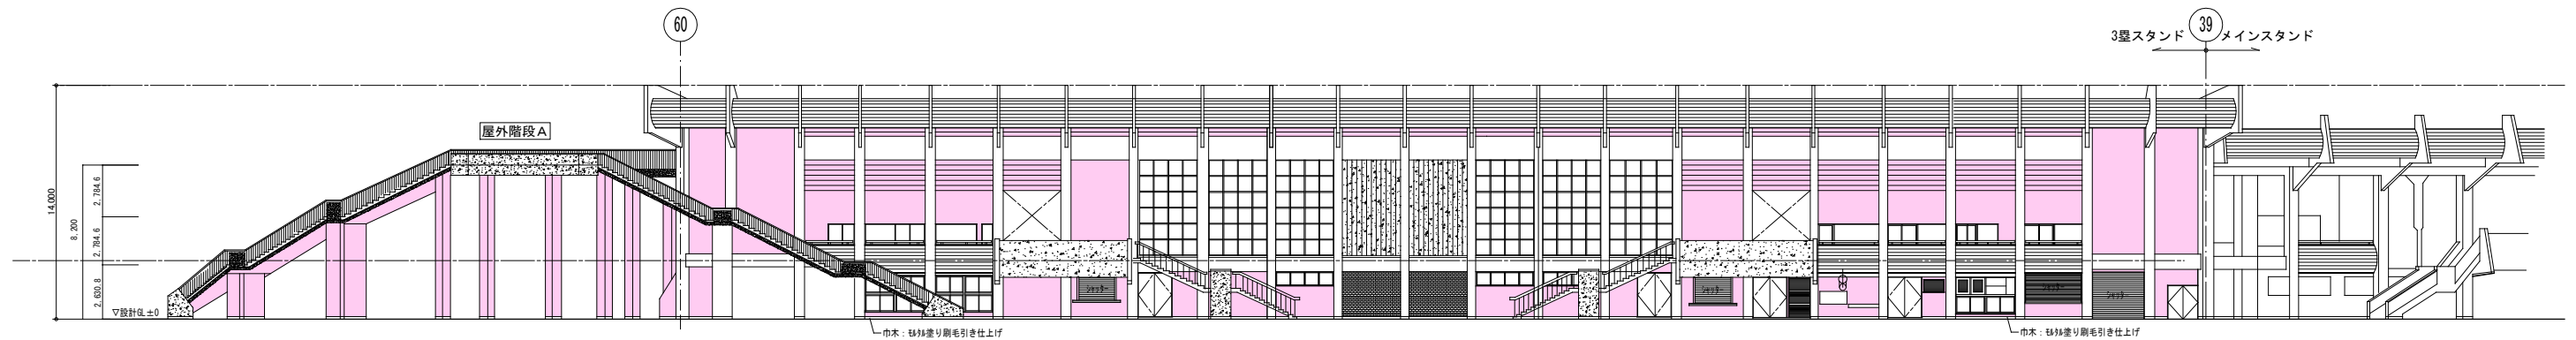 60
39
3塁スタンド
メインスタンド
屋外階段A
14,000
8,200
2,784.6
2,784.6
2,630.8
▽設計GL±0
シャッター
シャッター
シャッター
シャッター
巾木：ﾓﾙﾀﾙ塗り刷毛引き仕上げ
巾木：ﾓﾙﾀﾙ塗り刷毛引き仕上げ